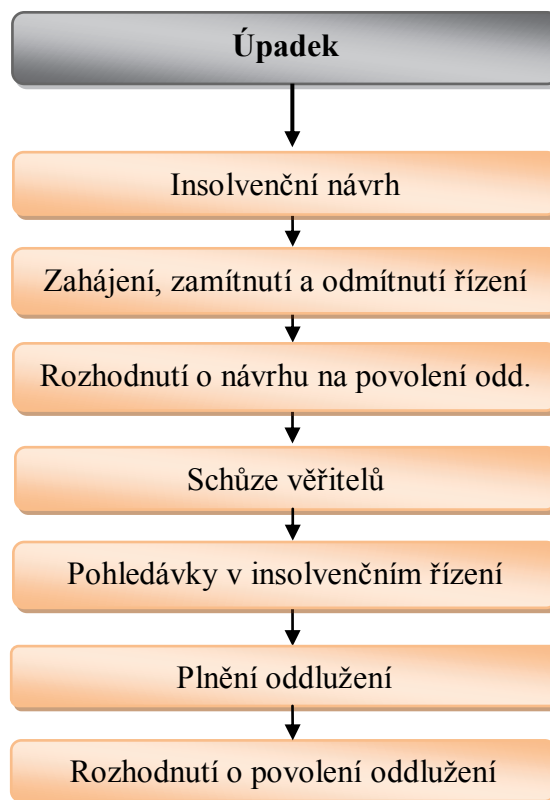 Úpadek
Insolvenční návrh
Zahájení, zamítnutí a odmítnutí řízení
Rozhodnutí o návrhu na povolení odd.
Schůze věřitelů
Pohledávky v insolvenčním řízení
Plnění oddlužení
Rozhodnutí o povolení oddlužení